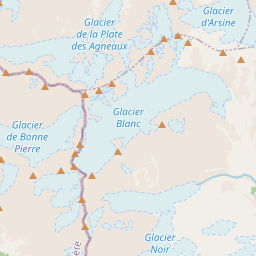 Glacier
de la Plate
des Agneaux
Glacier
d'Arsine
Glacier
Blanc
Glacier
de Bonne
Pierre
Glacier
Noir